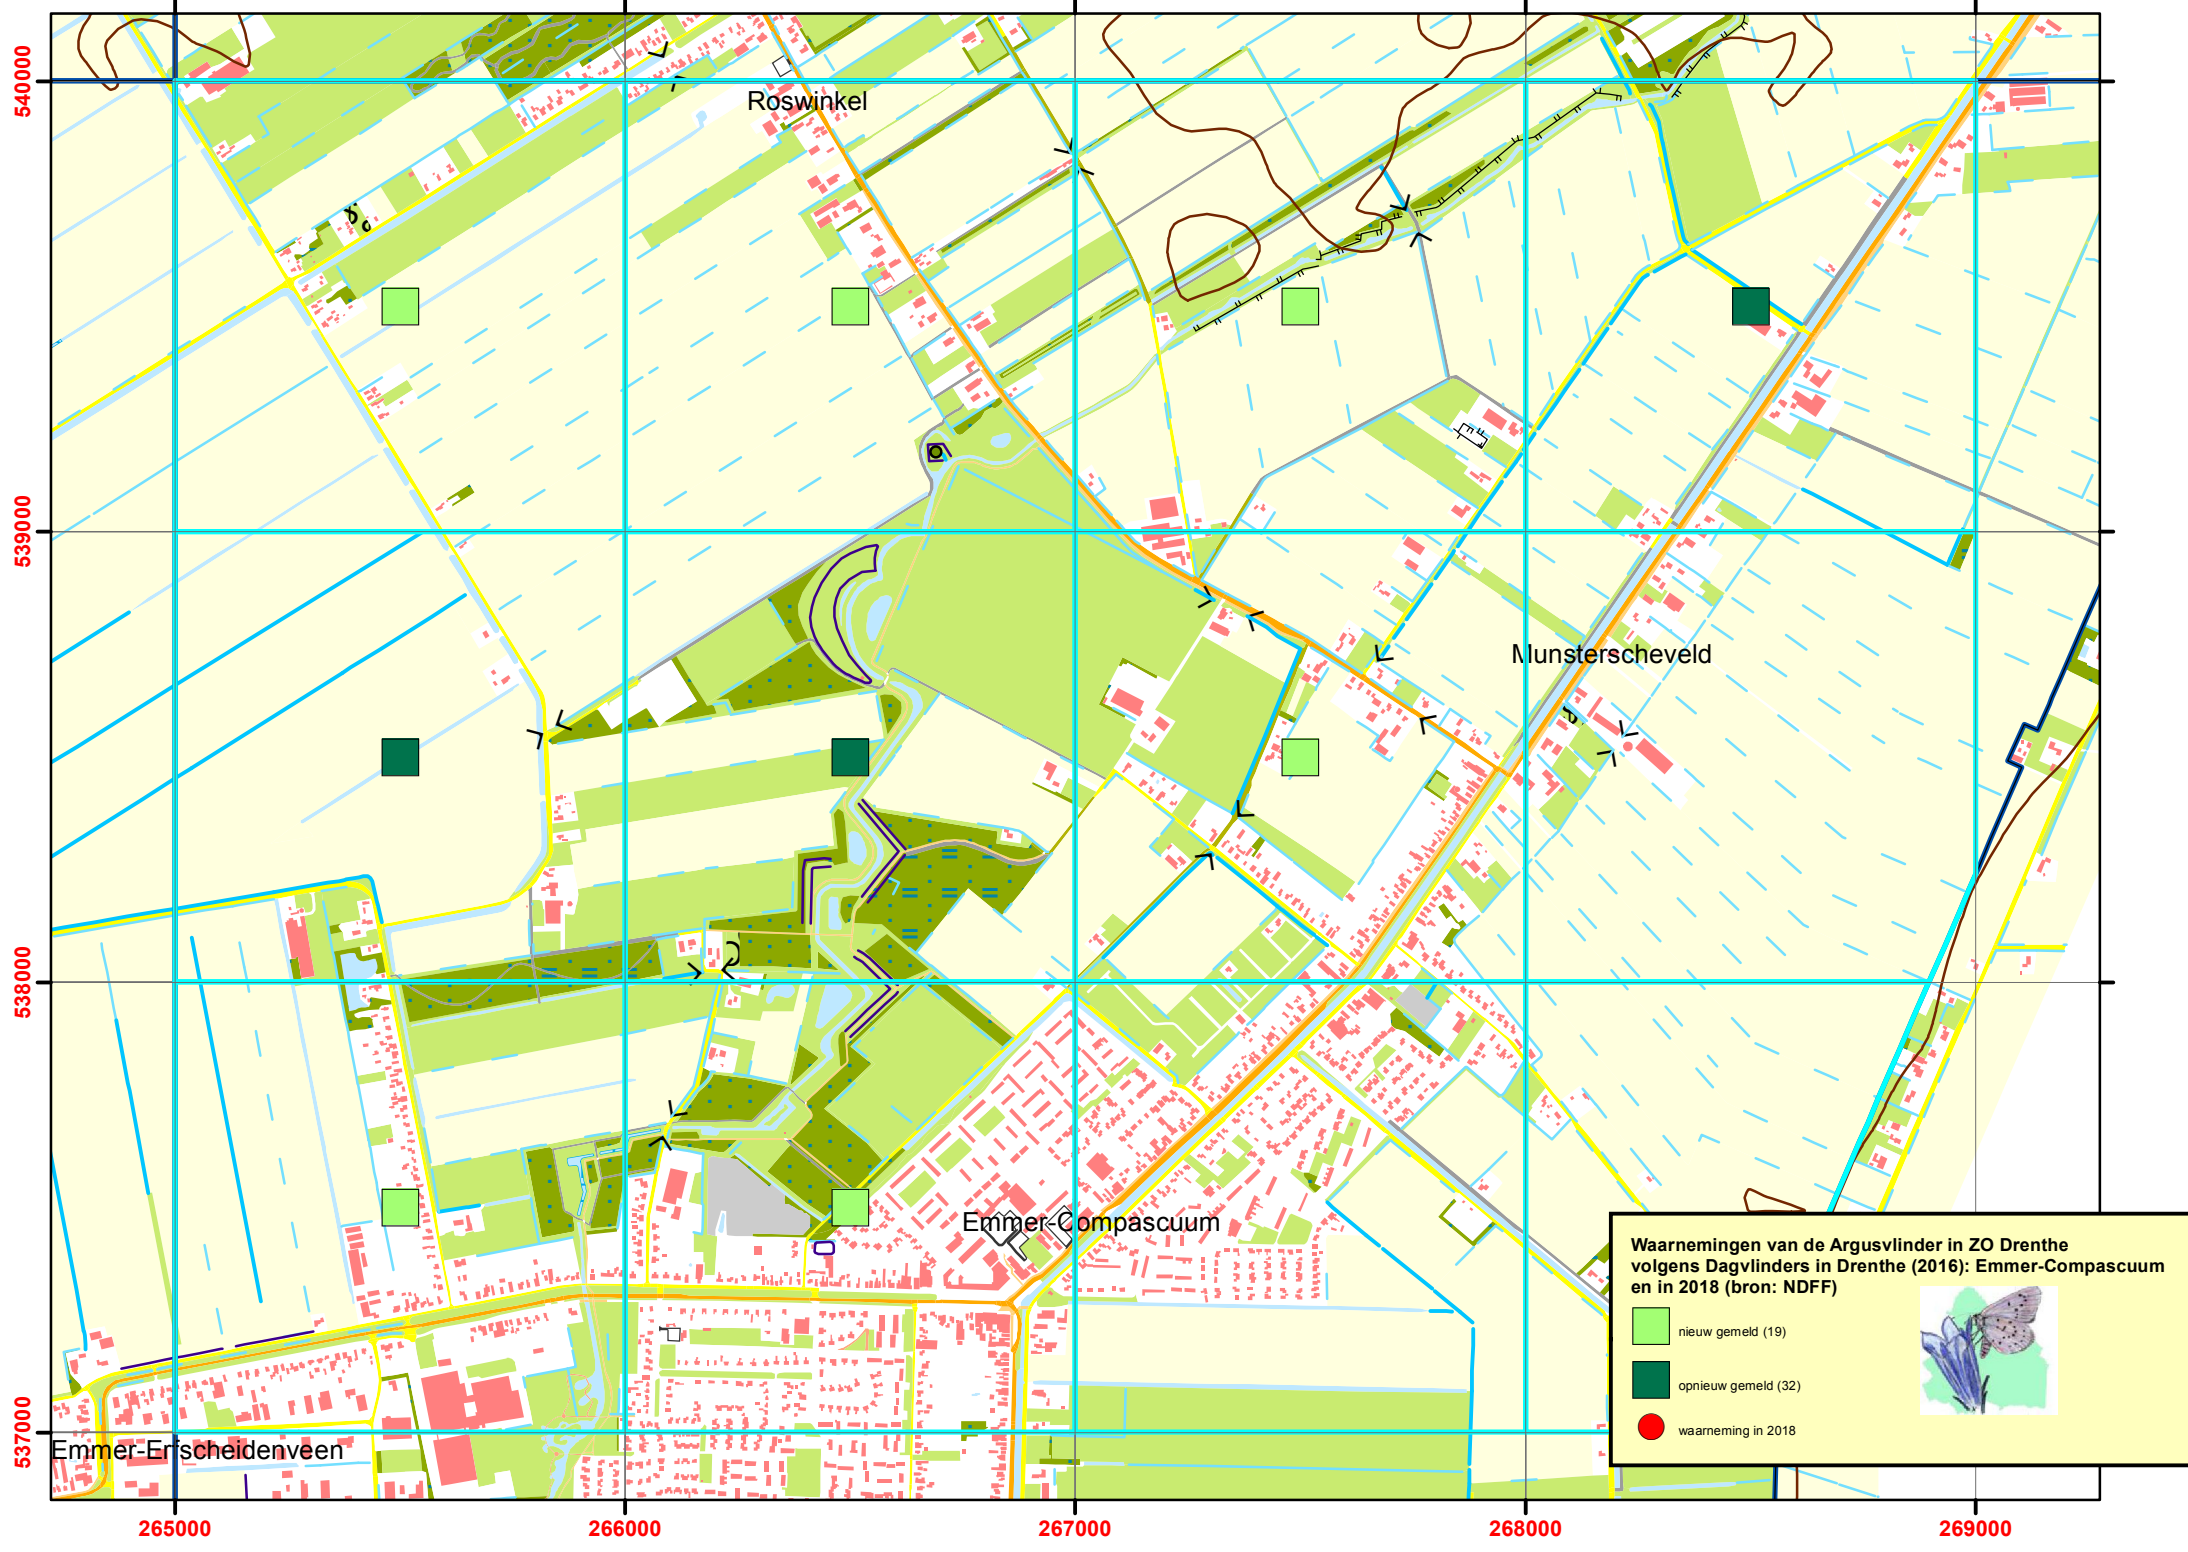 540000
Roswinkel
539000
Munsterscheveld
538000
Emmer-Compascuum
Waarnemingen van de Argusvlinder in ZO Drenthe
volgens Dagvlinders in Drenthe (2016): Emmer-Compascuum
en in 2018 (bron: NDFF)
nieuw gemeld (19)
opnieuw gemeld (32)
waarneming in 2018
537000
Emmer-Erfscheidenveen
265000
266000
267000
268000
269000